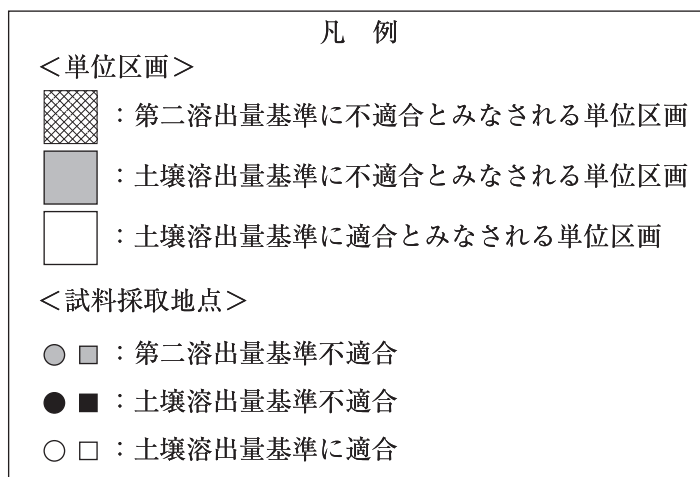 凡　例
＜単位区画＞
：第二溶出量基準に不適合とみなされる単位区画
：土壌溶出量基準に不適合とみなされる単位区画
：土壌溶出量基準に適合とみなされる単位区画
＜試料採取地点＞
：第二溶出量基準不適合
：土壌溶出量基準不適合
：土壌溶出量基準に適合